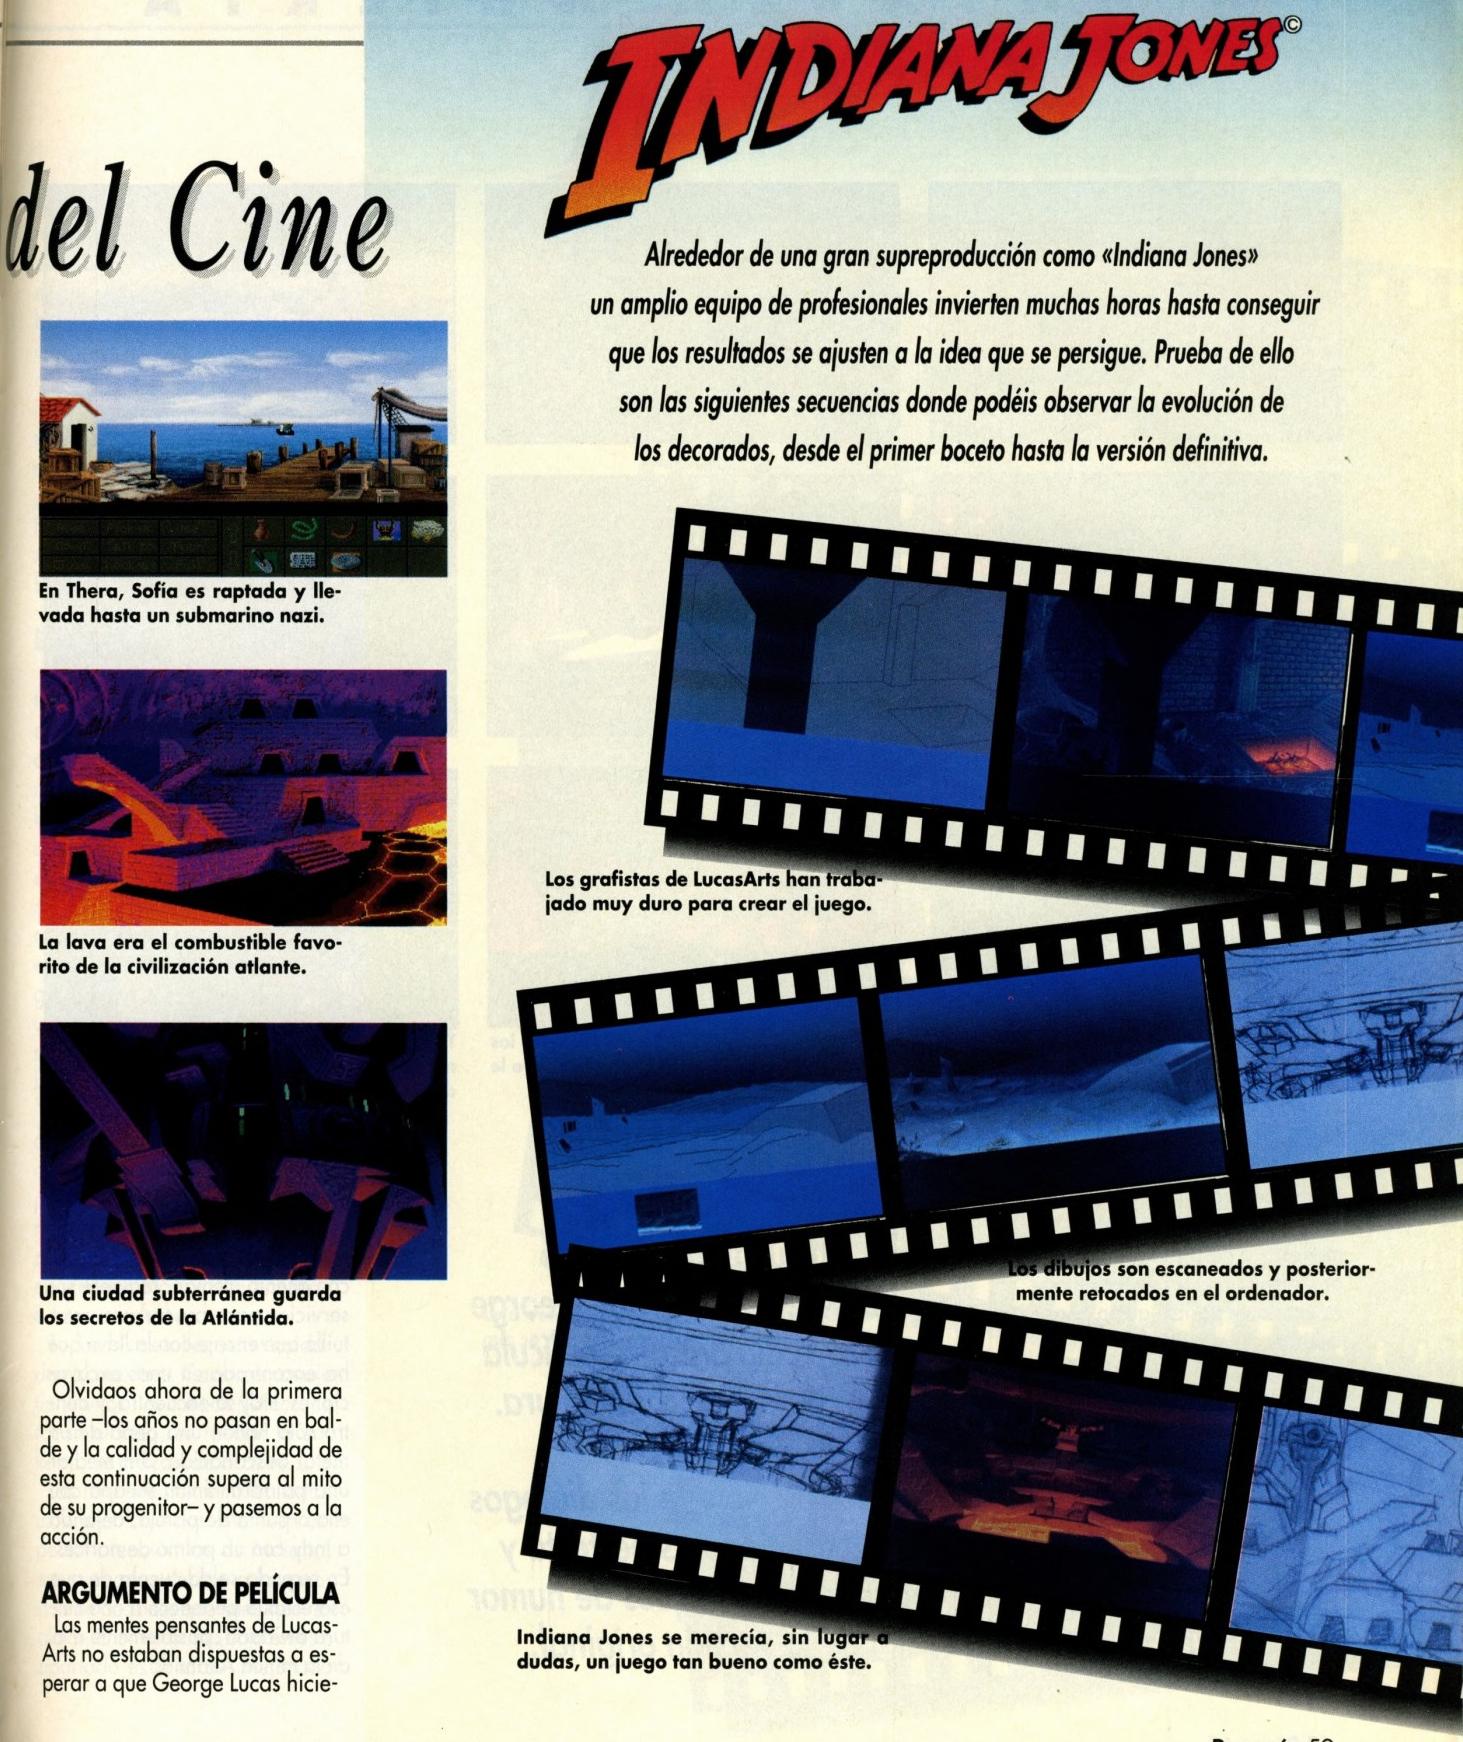 del Cine
En Thera, Sofía es raptada y lle-
vada hasta un submarino nazi.
La lava era el combustible favo-
rito de la civilización atlante.
Una ciudad subterránea guarda
los secretos de la Atlántida.
Olvidaos ahora de la primera
parte –los años no pasan en bal-
de y la calidad y complejidad de
esta continuación supera al mito
de su progenitor– y pasemos a la
acción.
ARGUMENTO DE PELÍCULA
Las mentes pensantes de Lucas-
Arts no estaban dispuestas a es-
perar a que George Lucas hicie-
INDIANA JONES©
Alrededor de una gran supreproducción como «Indiana Jones»
un amplio equipo de profesionales invierten muchas horas hasta conseguir
que los resultados se ajusten a la idea que se persigue. Prueba de ello
son las siguientes secuencias donde podéis observar la evolución de
los decorados, desde el primer boceto hasta la versión definitiva.
Los grafistas de LucasArts han traba-
jado muy duro para crear el juego.
Los dibujos son escaneados y posterior-
mente retocados en el ordenador.
Indiana Jones se merecía, sin lugar a
dudas, un juego tan bueno como éste.